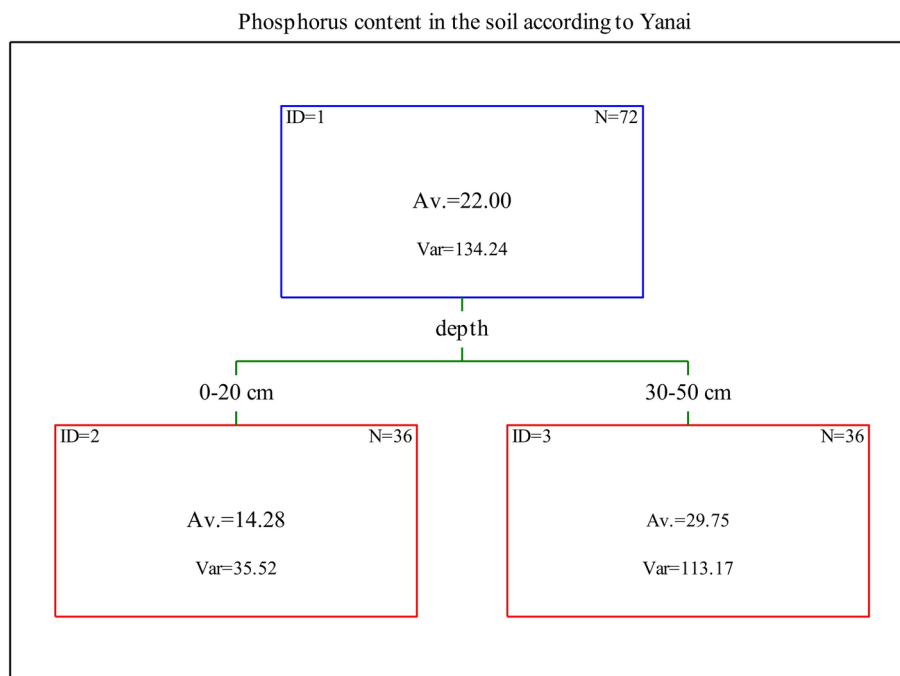 Phosphorus content in the soil according to Yanai
ID=1 N=72
Av.=22.00
Var=134.24
depth
0-20 cm 30-50 cm
ID=2 N=36 ID=3 N=36
Av.=14.28 Av.=29.75
Var=35.52 Var=113.17